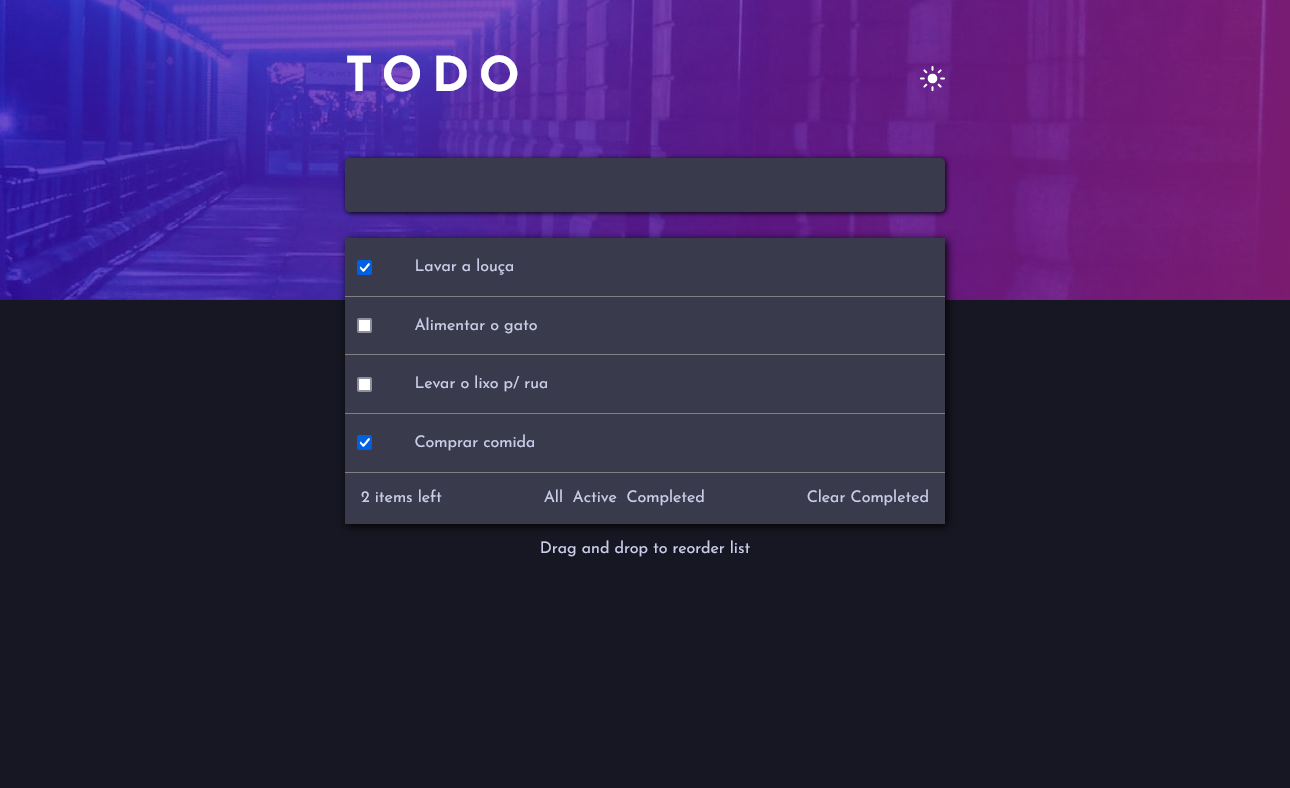 TODO
Lavar a louça
Alimentar o gato
Levar o lixo p/ rua
Comprar comida
2 items left All Active Completed Clear Completed
Drag and drop to reorder list